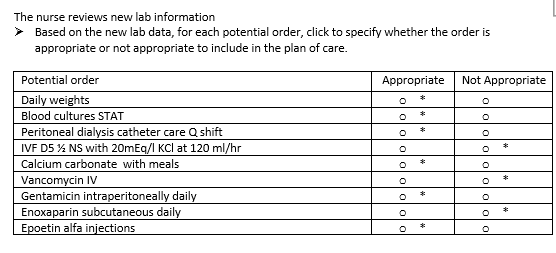 The nurse reviews new lab information
➤ Based on the new lab data, for each potential order, click to specify whether the order is
appropriate or not appropriate to include in the plan of care.
Potential order Appropriate Not Appropriate
Daily weights o * o
Blood cultures STAT o * o
Peritoneal dialysis catheter care Q shift o * o
IVF D5 ½ NS with 20mEq/l KCl at 120 ml/hr o o *
Calcium carbonate with meals o * o
Vancomycin IV o o *
Gentamicin intraperitoneally daily o * o
Enoxaparin subcutaneous daily o o *
Epoetin alfa injections o * o